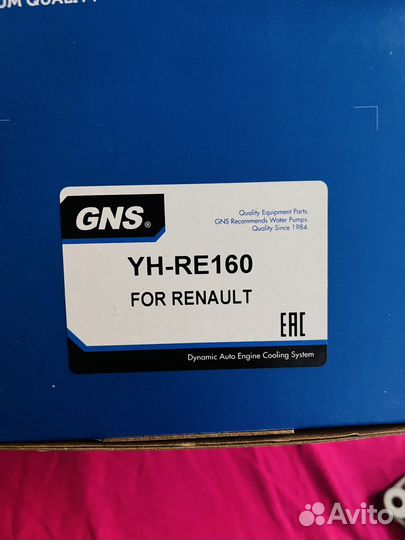 QUALITY
GNS®
Quality Equipment Parts.
GNS Recommends Water Pumps.
Quality Since 1984.
YH-RE160
FOR RENAULT
EAC
Dynamic Auto Engine Cooling System
Avito